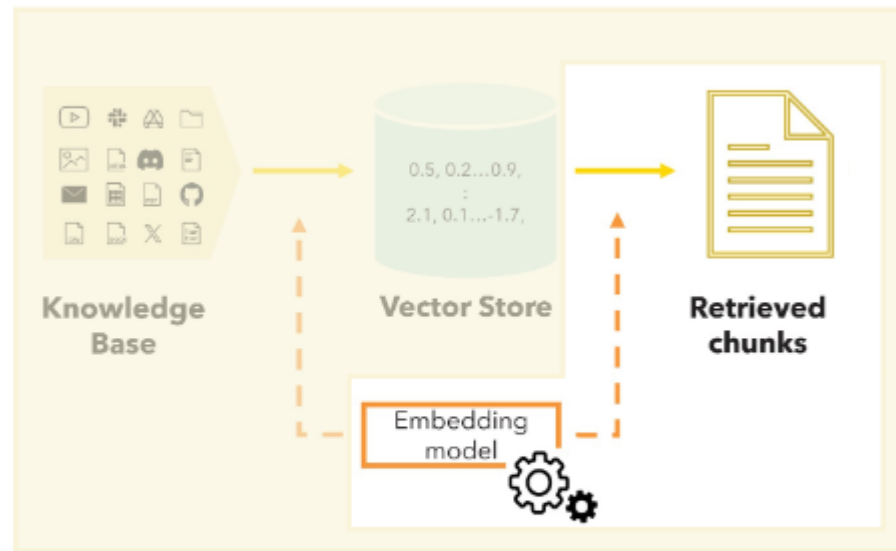 0.5, 0.2...0.9,
:
2.1, 0.1...-1.7,
Knowledge
Base
Vector Store
Retrieved
chunks
Embedding
model